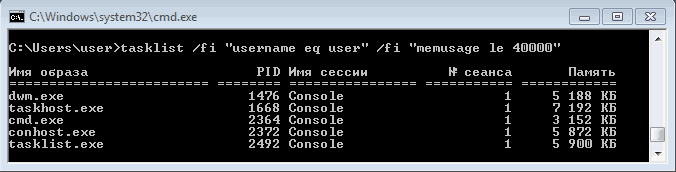 C:\Windows\system32\cmd.exe
C:\Users\user>tasklist /fi "username eq user" /fi "memusage le 40000"
Имя образа PID Имя сессии № сеанса Память
========================= ======== ================ =========== ============
dwm.exe 1476 Console 1 5 188 КБ
taskhost.exe 1668 Console 1 7 192 КБ
cmd.exe 2364 Console 1 3 152 КБ
conhost.exe 2372 Console 1 5 872 КБ
tasklist.exe 2492 Console 1 5 900 КБ